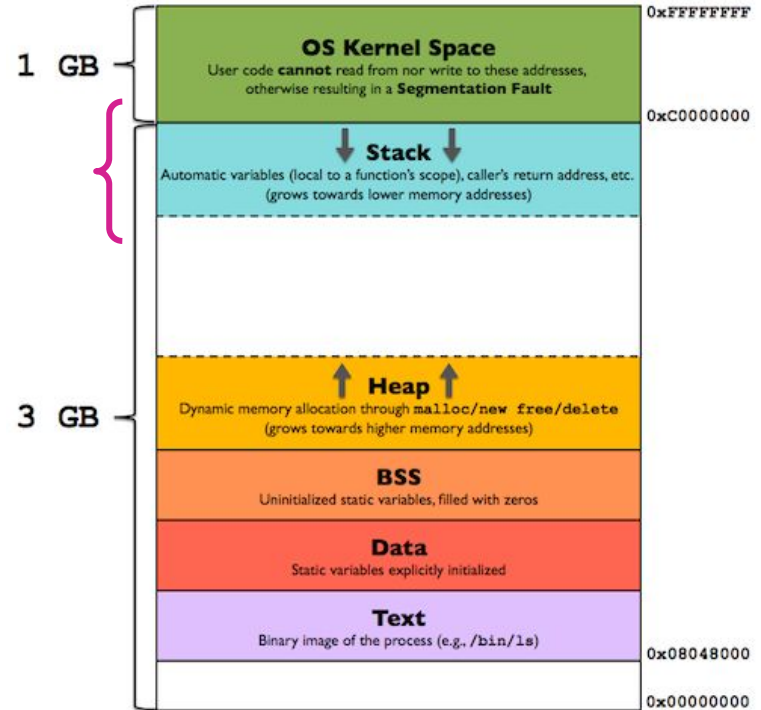 0xFFFFFFFF
OS Kernel Space
1 GB
User code cannot read from nor write to these addresses,
otherwise resulting in a Segmentation Fault
0xC0000000
Stack
Automatic variables (local to a function's scope), caller's return address, etc.
(grows towards lower memory addresses)
Heap
3 GB
Dynamic memory allocation through malloc/new free/delete
(grows towards higher memory addresses)
BSS
Uninitialized static variables, filled with zeros
Data
Static variables explicitly initialized
Text
Binary image of the process (e.g., /bin/ls)
0x08048000
0x00000000